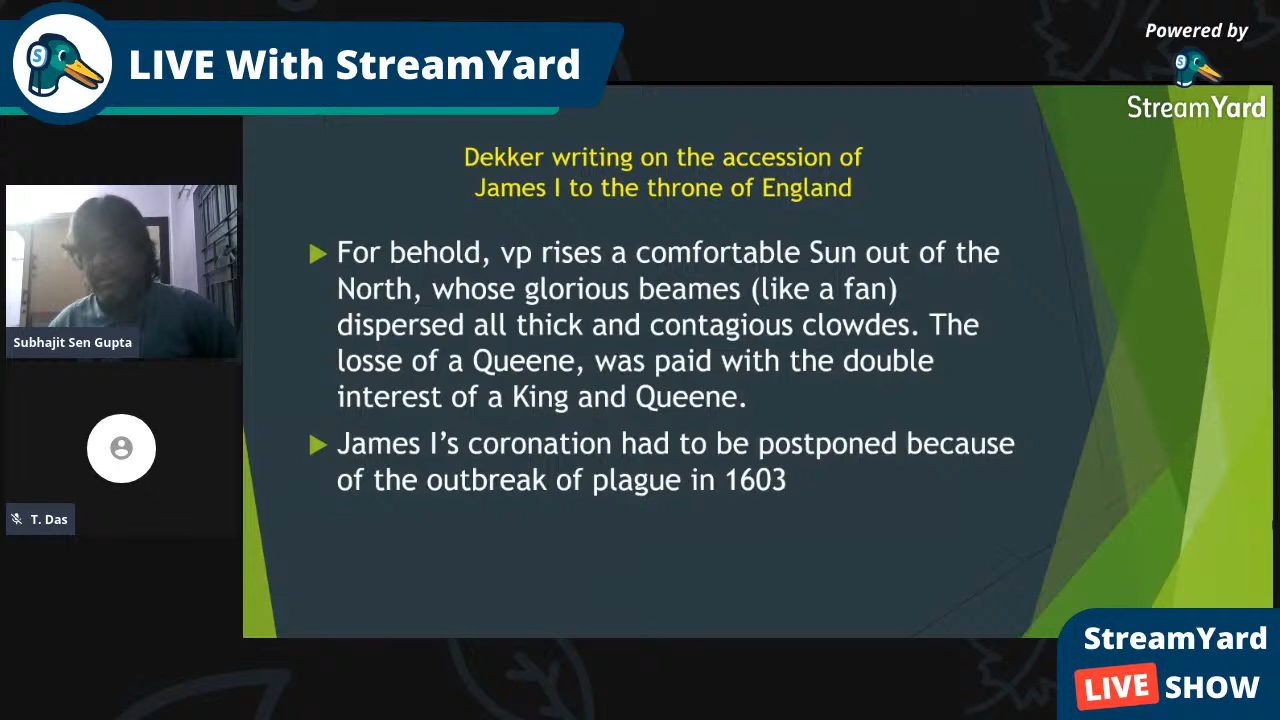 LIVE With StreamYard
Powered by
StreamYard
Dekker writing on the accession of
James I to the throne of England
For behold, vp rises a comfortable Sun out of the
North, whose glorious beames (like a fan)
dispersed all thick and contagious clowdes. The
losse of a Queene, was paid with the double
interest of a King and Queene.
James I’s coronation had to be postponed because
of the outbreak of plague in 1603
Subhajit Sen Gupta
T. Das
StreamYard
LIVE SHOW